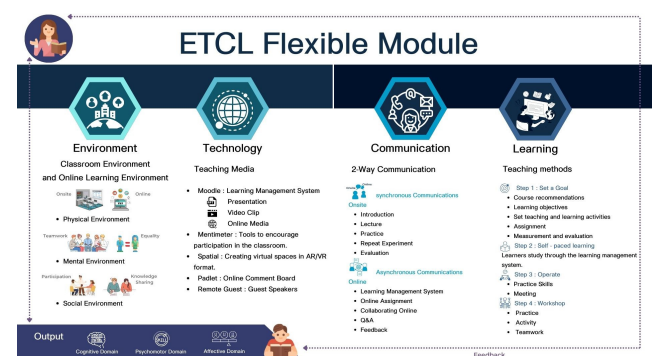 ETCL Flexible Module
Environment
Classroom Environment
and Online Learning Environment
Onsite
Online
• Physical Environment
Teamwork
Equality
• Mental Environment
Participation
Knowledge
Sharing
• Social Environment
Technology
Teaching Media
• Moodle : Learning Management System
Presentation
Video Clip
Online Media
• Mentimeter : Tools to encourage
participation in the classroom.
• Spatial : Creating virtual spaces in AR/VR
format.
• Padlet : Online Comment Board
• Remote Guest : Guest Speakers
Communication
2-Way Communication
synchronous Communications
Onsite
• Introduction
• Lecture
• Practice
• Repeat Experiment
• Evaluation
Asynchronous Communications
Online
• Learning Management System
• Online Assignment
• Collaborating Online
• Q&A
• Feedback
Learning
Teaching methods
Step 1 : Set a Goal
• Course recommendations
• Learning objectives
• Set teaching and learning activities
• Assignment
• Measurement and evaluation
Step 2 : Self - paced learning
Learners study through the learning management
system.
Step 3 : Operate
• Practice Skills
• Meeting
Step 4 : Workshop
• Practice
• Activity
• Teamwork
Output
SKILL
Cognitive Domain
Psychomotor Domain
Affective Domain
Feedback